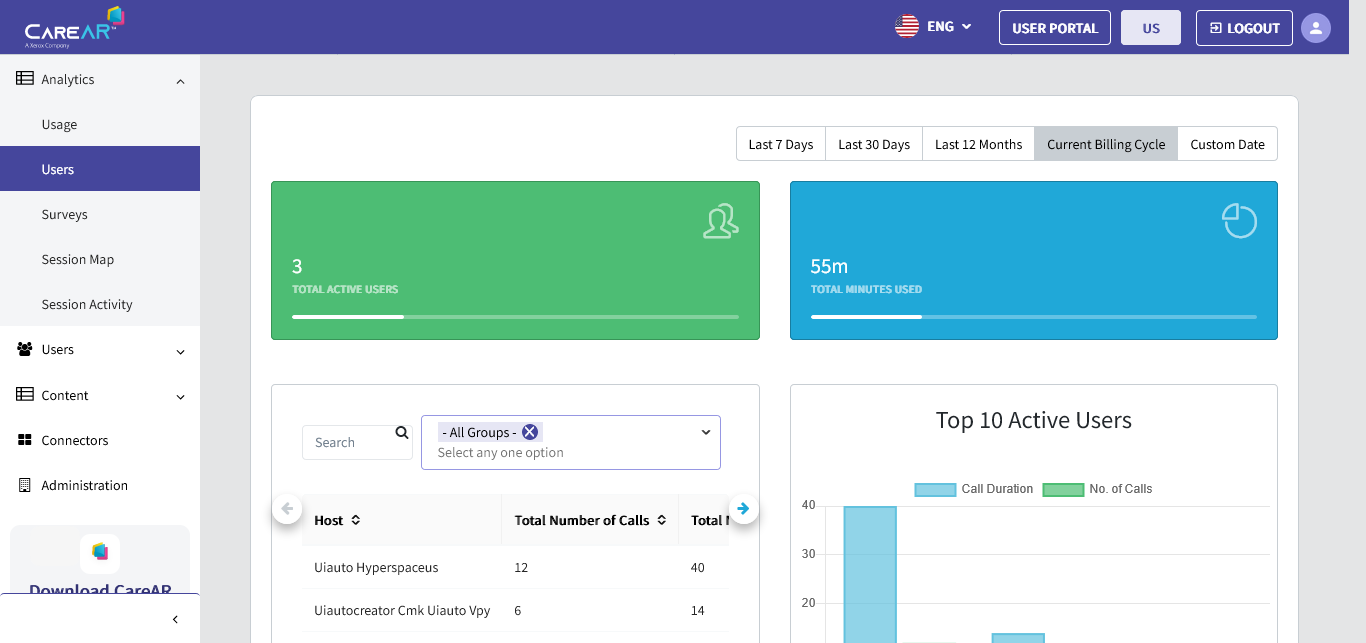 CAREAR™
A Xerox Company
ENG
USER PORTAL
US
LOGOUT
Analytics
Usage
Users
Surveys
Session Map
Session Activity
Users
Content
Connectors
Administration
Download CareAR
Last 7 Days
Last 30 Days
Last 12 Months
Current Billing Cycle
Custom Date
3
TOTAL ACTIVE USERS
55m
TOTAL MINUTES USED
Search
- All Groups -
Select any one option
Host
Total Number of Calls
Total
Uiauto Hyperspaceus
12
40
Uiautocreator Cmk Uiauto Vpy
6
14
Top 10 Active Users
Call Duration
No. of Calls
40
30
20